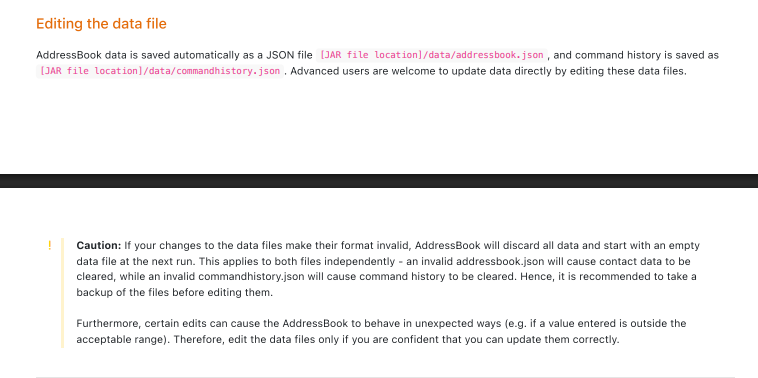 Editing the data file
AddressBook data is saved automatically as a JSON file [JAR file location]/data/addressbook.json , and command history is saved as
[JAR file location]/data/commandhistory.json . Advanced users are welcome to update data directly by editing these data files.
! Caution: If your changes to the data files make their format invalid, AddressBook will discard all data and start with an empty
data file at the next run. This applies to both files independently - an invalid addressbook.json will cause contact data to be
cleared, while an invalid commandhistory.json will cause command history to be cleared. Hence, it is recommended to take a
backup of the files before editing them.
Furthermore, certain edits can cause the AddressBook to behave in unexpected ways (e.g. if a value entered is outside the
acceptable range). Therefore, edit the data files only if you are confident that you can update them correctly.